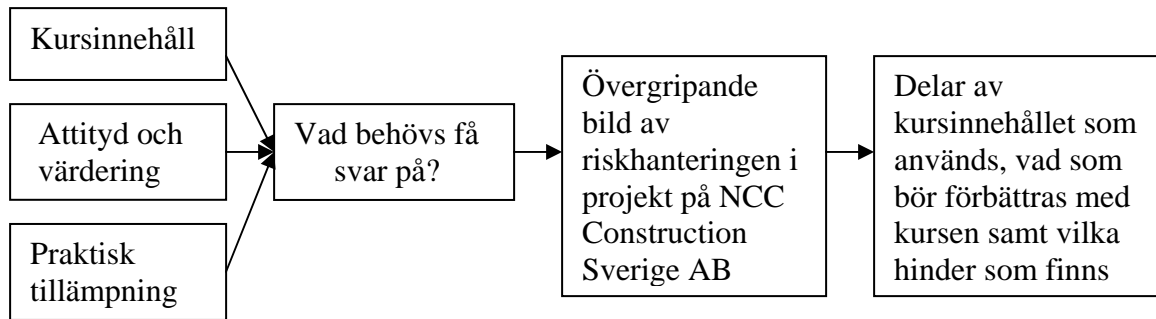 Kursinnehåll
Attityd och
värdering
Praktisk
tillämpning
Vad behövs få
svar på?
Övergripande
bild av
riskhanteringen i
projekt på NCC
Construction
Sverige AB
Delar av
kursinnehållet som
används, vad som
bör förbättras med
kursen samt vilka
hinder som finns